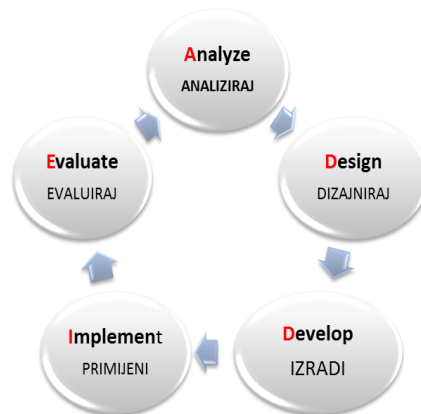 Analyze
ANALIZIRAJ
Design
DIZAJNIRAJ
Develop
IZRADI
Implement
PRIMIJENI
Evaluate
EVALUIRAJ